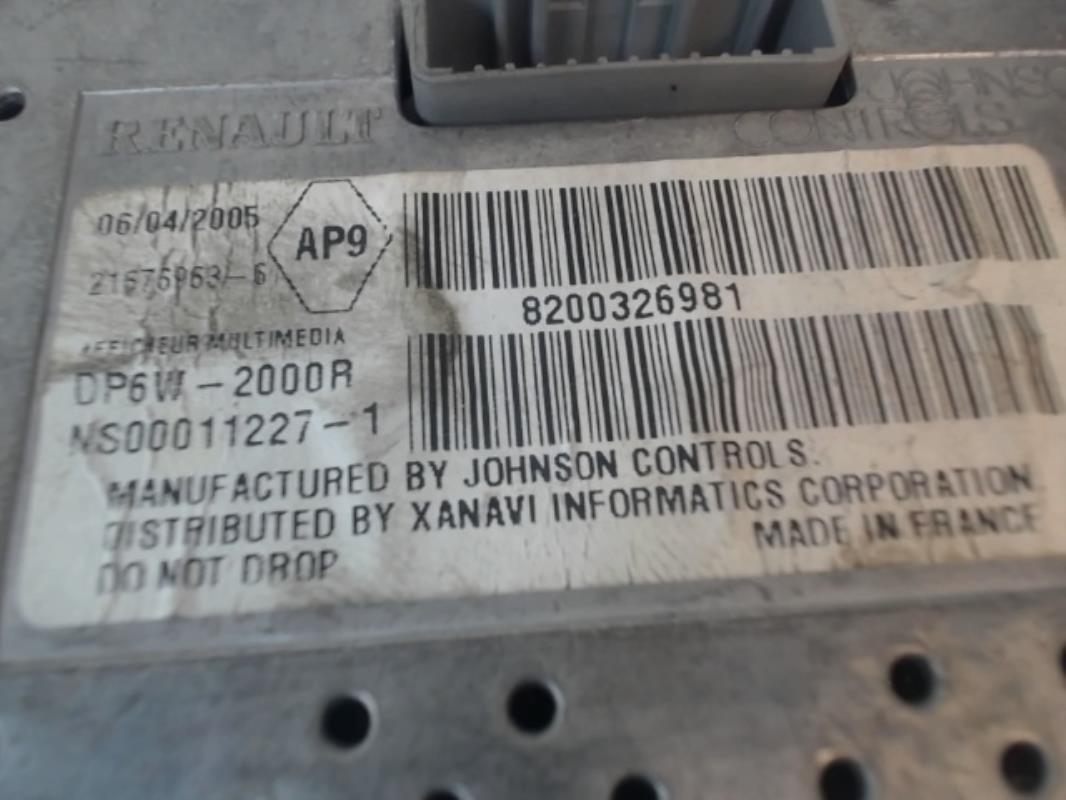 RENAULT
JOHNSON
CONTROLS
06/04/2005
AP9
8200326981
AFFICHEUR MULTIMEDIA
DP6W-2000R
NS00011227-1
MANUFACTURED BY JOHNSON CONTROLS.
DISTRIBUTED BY XANAVI INFORMATICS CORPORATION
MADE IN FRANCE
DO NOT DROP